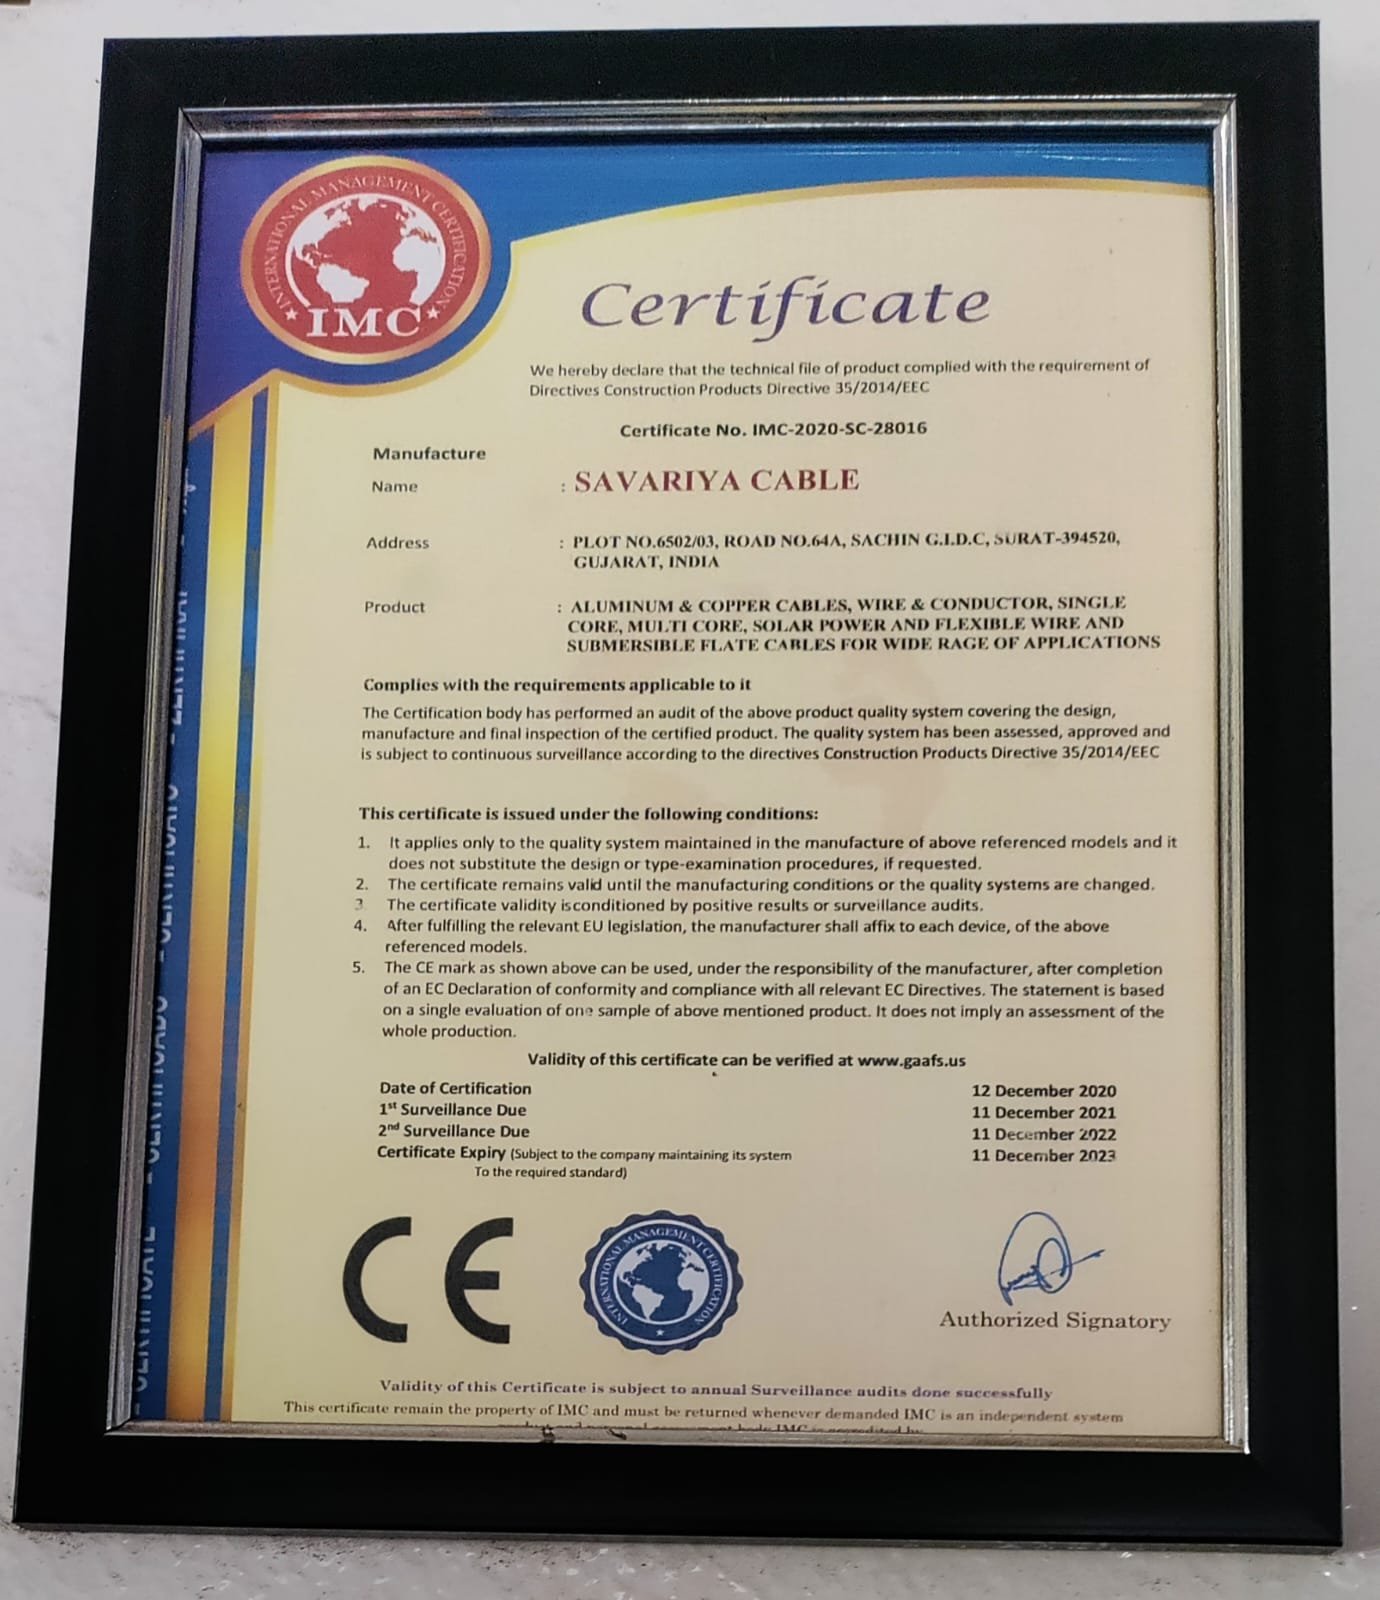 INTERNATIONAL MANAGEMENT CERTIFICATION
IMC
Certificate
We hereby declare that the technical file of product complied with the requirement of
Directives Construction Products Directive 35/2014/EEC
Certificate No. IMC-2020-SC-28016
Manufacture
Name : SAVARIYA CABLE
Address : PLOT NO.6502/03, ROAD NO.64A, SACHIN G.I.D.C, SURAT-394520,
GUJARAT, INDIA
Product : ALUMINUM & COPPER CABLES, WIRE & CONDUCTOR, SINGLE
CORE, MULTI CORE, SOLAR POWER AND FLEXIBLE WIRE AND
SUBMERSIBLE FLATE CABLES FOR WIDE RAGE OF APPLICATIONS
Complies with the requirements applicable to it
The Certification body has performed an audit of the above product quality system covering the design,
manufacture and final inspection of the certified product. The quality system has been assessed, approved and
is subject to continuous surveillance according to the directives Construction Products Directive 35/2014/EEC
This certificate is issued under the following conditions:
1. It applies only to the quality system maintained in the manufacture of above referenced models and it
does not substitute the design or type-examination procedures, if requested.
2. The certificate remains valid until the manufacturing conditions or the quality systems are changed.
3. The certificate validity isconditioned by positive results or surveillance audits.
4. After fulfilling the relevant EU legislation, the manufacturer shall affix to each device, of the above
referenced models.
5. The CE mark as shown above can be used, under the responsibility of the manufacturer, after completion
of an EC Declaration of conformity and compliance with all relevant EC Directives. The statement is based
on a single evaluation of one sample of above mentioned product. It does not imply an assessment of the
whole production.
Validity of this certificate can be verified at www.gaafs.us
Date of Certification 12 December 2020
1st Surveillance Due 11 December 2021
2nd Surveillance Due 11 December 2022
Certificate Expiry (Subject to the company maintaining its system 11 December 2023
To the required standard)
CE
INTERNATIONAL MANAGEMENT CERTIFICATION
Authorized Signatory
Validity of this Certificate is subject to annual Surveillance audits done successfully
This certificate remain the property of IMC and must be returned whenever demanded IMC is an independent system